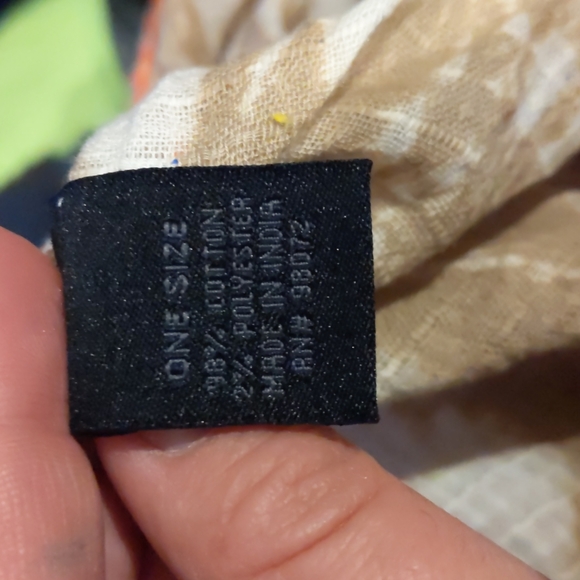 ONE SIZE
98% COTTON
2% POLYESTER
MADE IN INDIA
RN# 98072